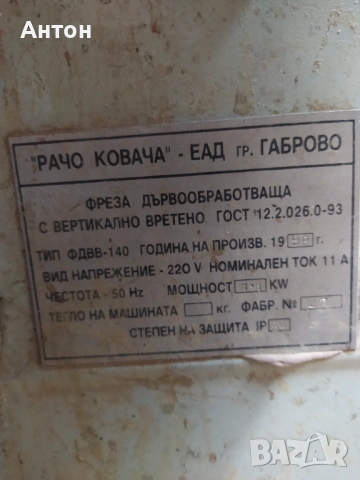 Антон
"РАЧО КОВАЧА" - ЕАД ГР. ГАБРОВО
ФРЕЗА ДЪРВООБРАБОТВАЩА
С ВЕРТИКАЛНО ВРЕТЕНО ГОСТ 12.2.026.0-93
ТИП ФДВВ-140 ГОДИНА НА ПРОИЗВ. 19 г.
ВИД НАПРЕЖЕНИЕ - 220 V НОМИНАЛЕН ТОК 11 А
ЧЕСТОТА - 50 Hz МОЩНОСТ KW
ТЕГЛО НА МАШИНАТА кг. ФАБР. №
СТЕПЕН НА ЗАЩИТА IP
BAZAR